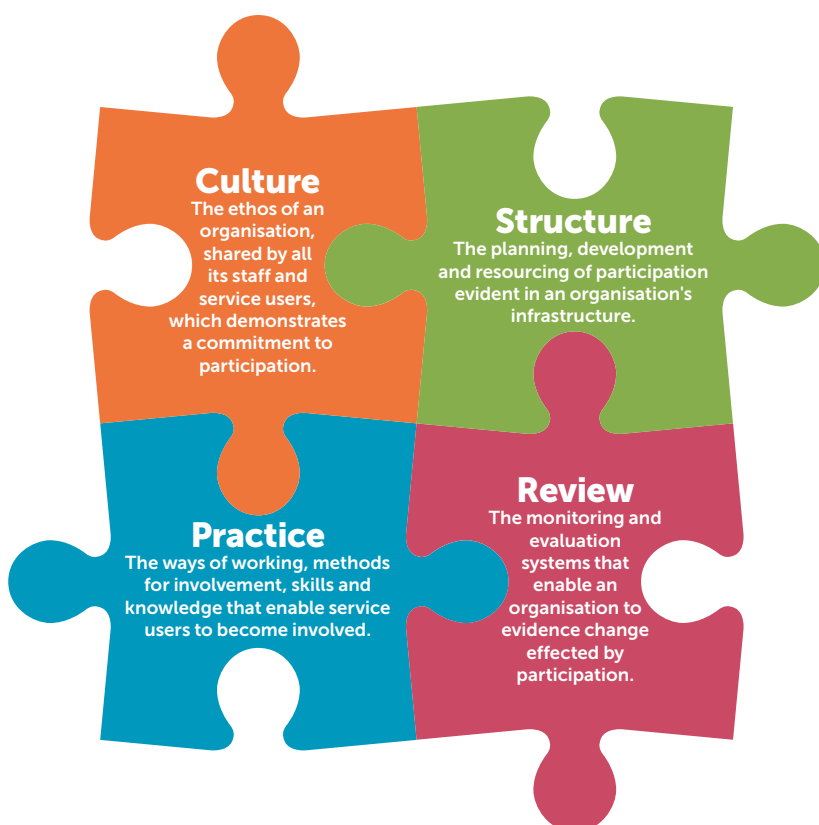 Culture
The ethos of an
organisation,
shared by all
its staff and
service users,
which demonstrates
a commitment to
participation.
Structure
The planning, development
and resourcing of participation
evident in an organisation's
infrastructure.
Practice
The ways of working, methods
for involvement, skills and
knowledge that enable service
users to become involved.
Review
The monitoring and
evaluation
systems that
enable an
organisation to
evidence change
effected by
participation.